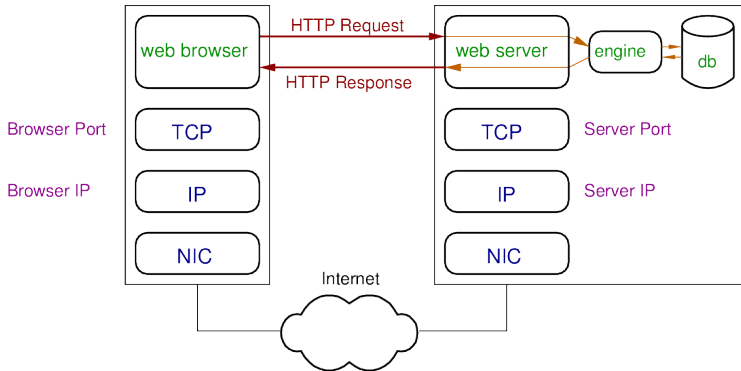 HTTP Request
web browser
web server
engine
db
HTTP Response
Browser Port
TCP
TCP
Server Port
Browser IP
IP
IP
Server IP
NIC
NIC
Internet